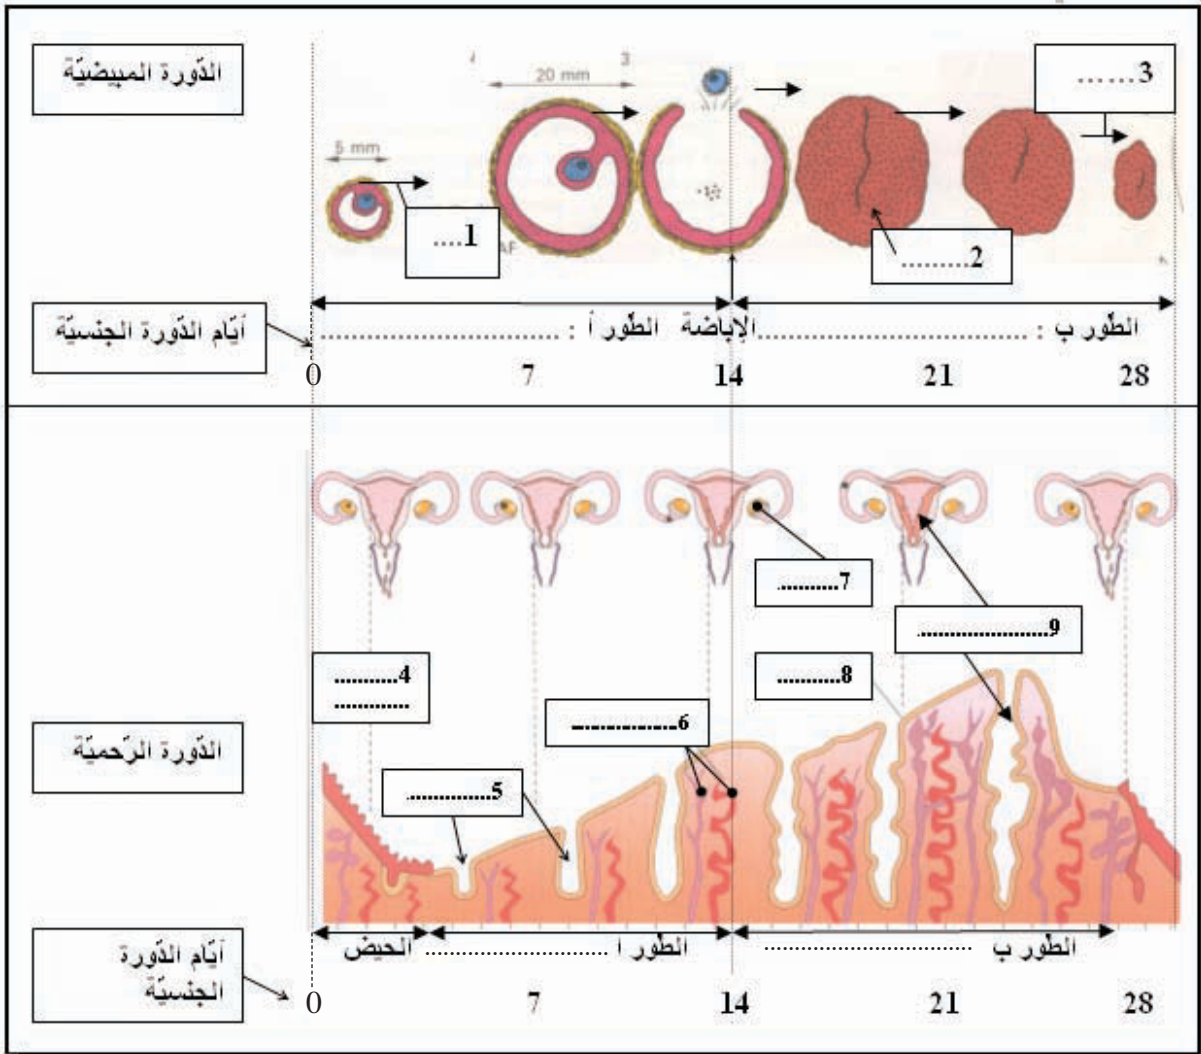 الدّورة المبيضيّة
5 mm
20 mm
3
3......
1....
AF
2.........
أيّام الدّورة الجنسيّة
الطّور أ : ..............................
الإباضة
الطّور ب : ..............................
0 7 14 21 28
7..........
9......................
4..........
............
8..........
6.................
5.................
الدّورة الرّحميّة
الحيض
الطّور أ ..........................
الطّور ب ..............................
أيّام الدّورة
الجنسيّة
0 7 14 21 28